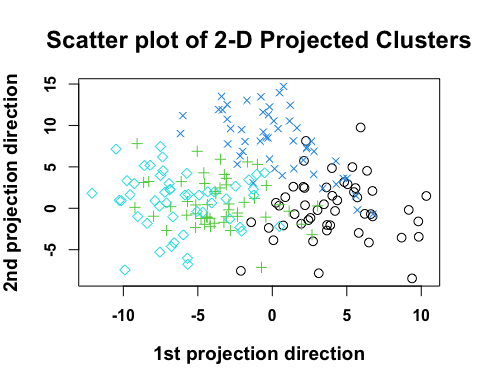 Scatter plot of 2-D Projected Clusters
2nd projection direction
15
10
5
0
-5
-10 -5 0 5 10
1st projection direction